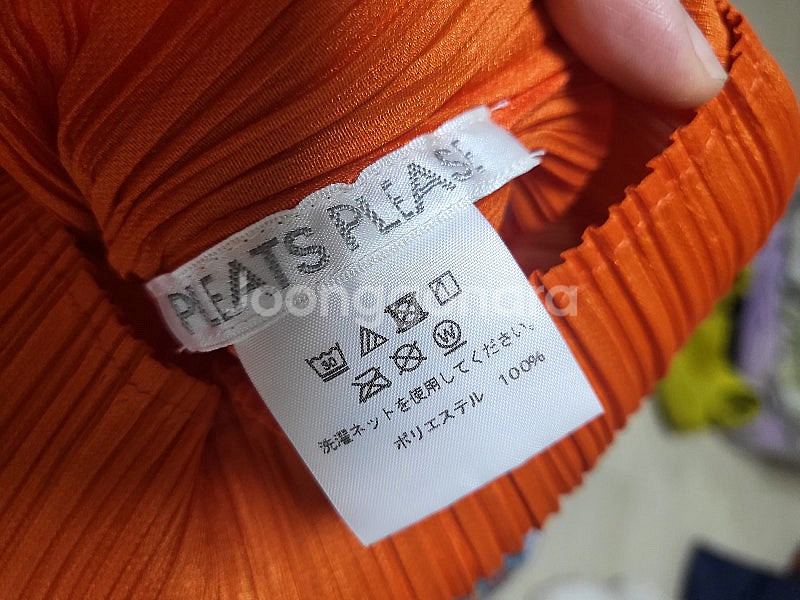 PLEATS PLEASE
Joonggonara
30
W
洗濯ネットを使用してください。
ポリエステル 100%